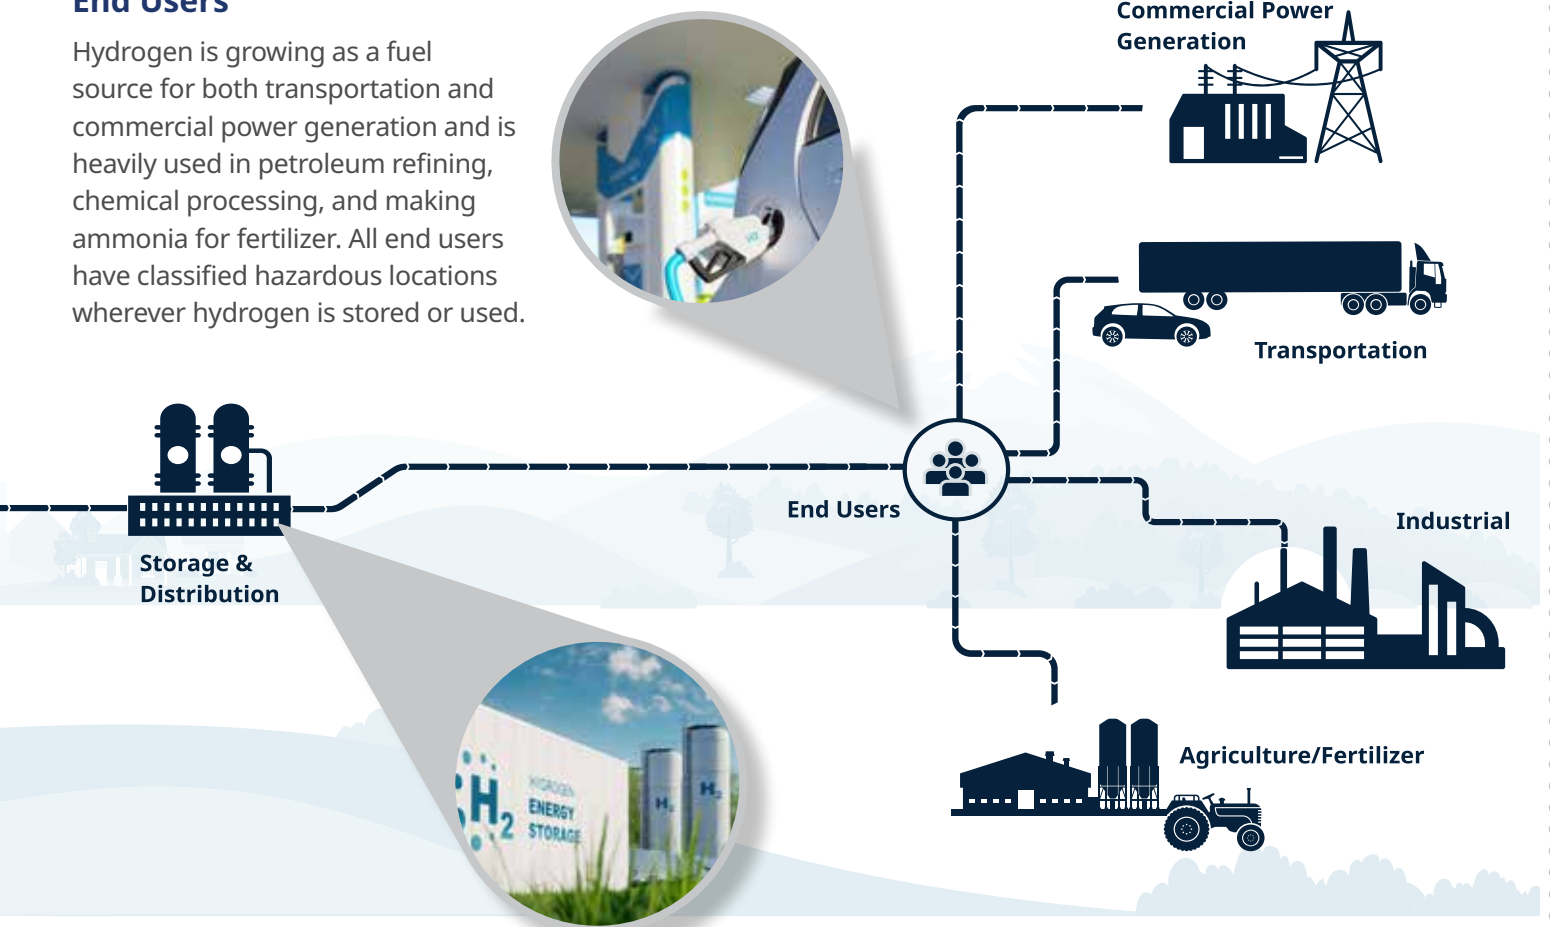 End Users
Hydrogen is growing as a fuel
source for both transportation and
commercial power generation and is
heavily used in petroleum refining,
chemical processing, and making
ammonia for fertilizer. All end users
have classified hazardous locations
wherever hydrogen is stored or used.
Commercial Power
Generation
Transportation
End Users
Industrial
Storage &
Distribution
Agriculture/Fertilizer
H2
HYDROGEN
ENERGY
STORAGE
H2
H2